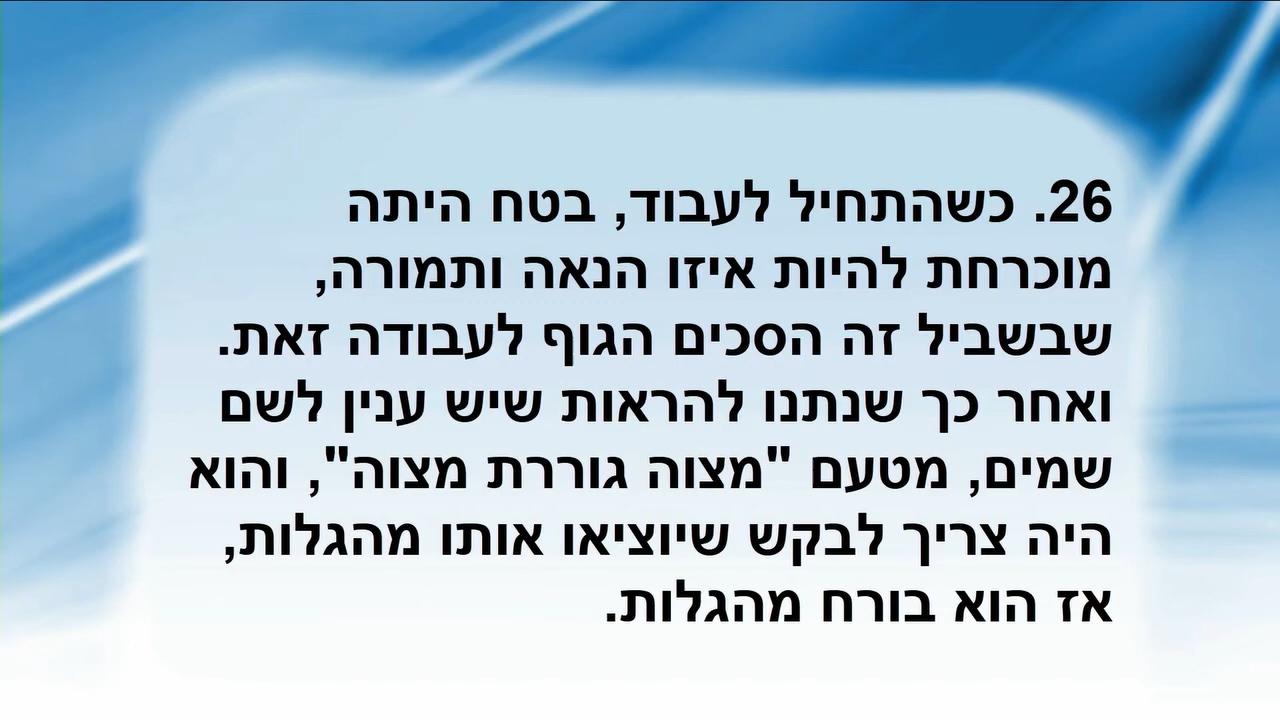 26. כשהתחיל לעבוד, בטח היתה
מוכרחת להיות איזו הנאה ותמורה,
שבשביל זה הסכים הגוף לעבודה זאת.
ואחר כך שנתנו להראות שיש ענין לשם
שמים, מטעם "מצוה גוררת מצוה", והוא
היה צריך לבקש שיוציאו אותו מהגלות,
אז הוא בורח מהגלות.